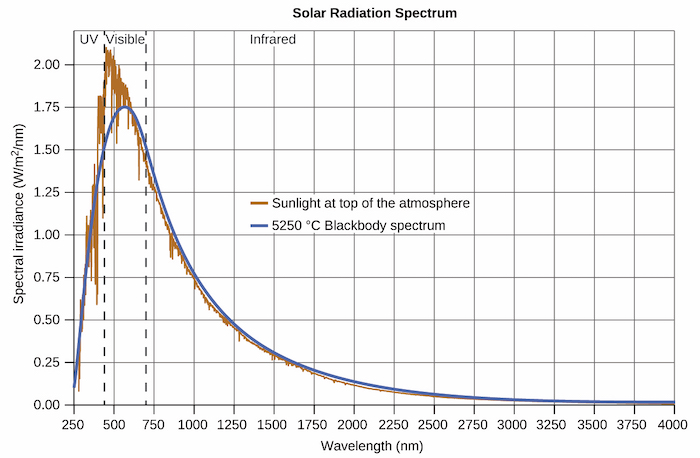 Solar Radiation Spectrum
UV Visible Infrared
2.00
1.75
1.50
1.25
1.00
0.75
0.50
0.25
0.00
Spectral irradiance (W/m²/nm)
Sunlight at top of the atmosphere
5250 °C Blackbody spectrum
250 500 750 1000 1250 1500 1750 2000 2250 2500 2750 3000 3250 3500 3750 4000
Wavelength (nm)